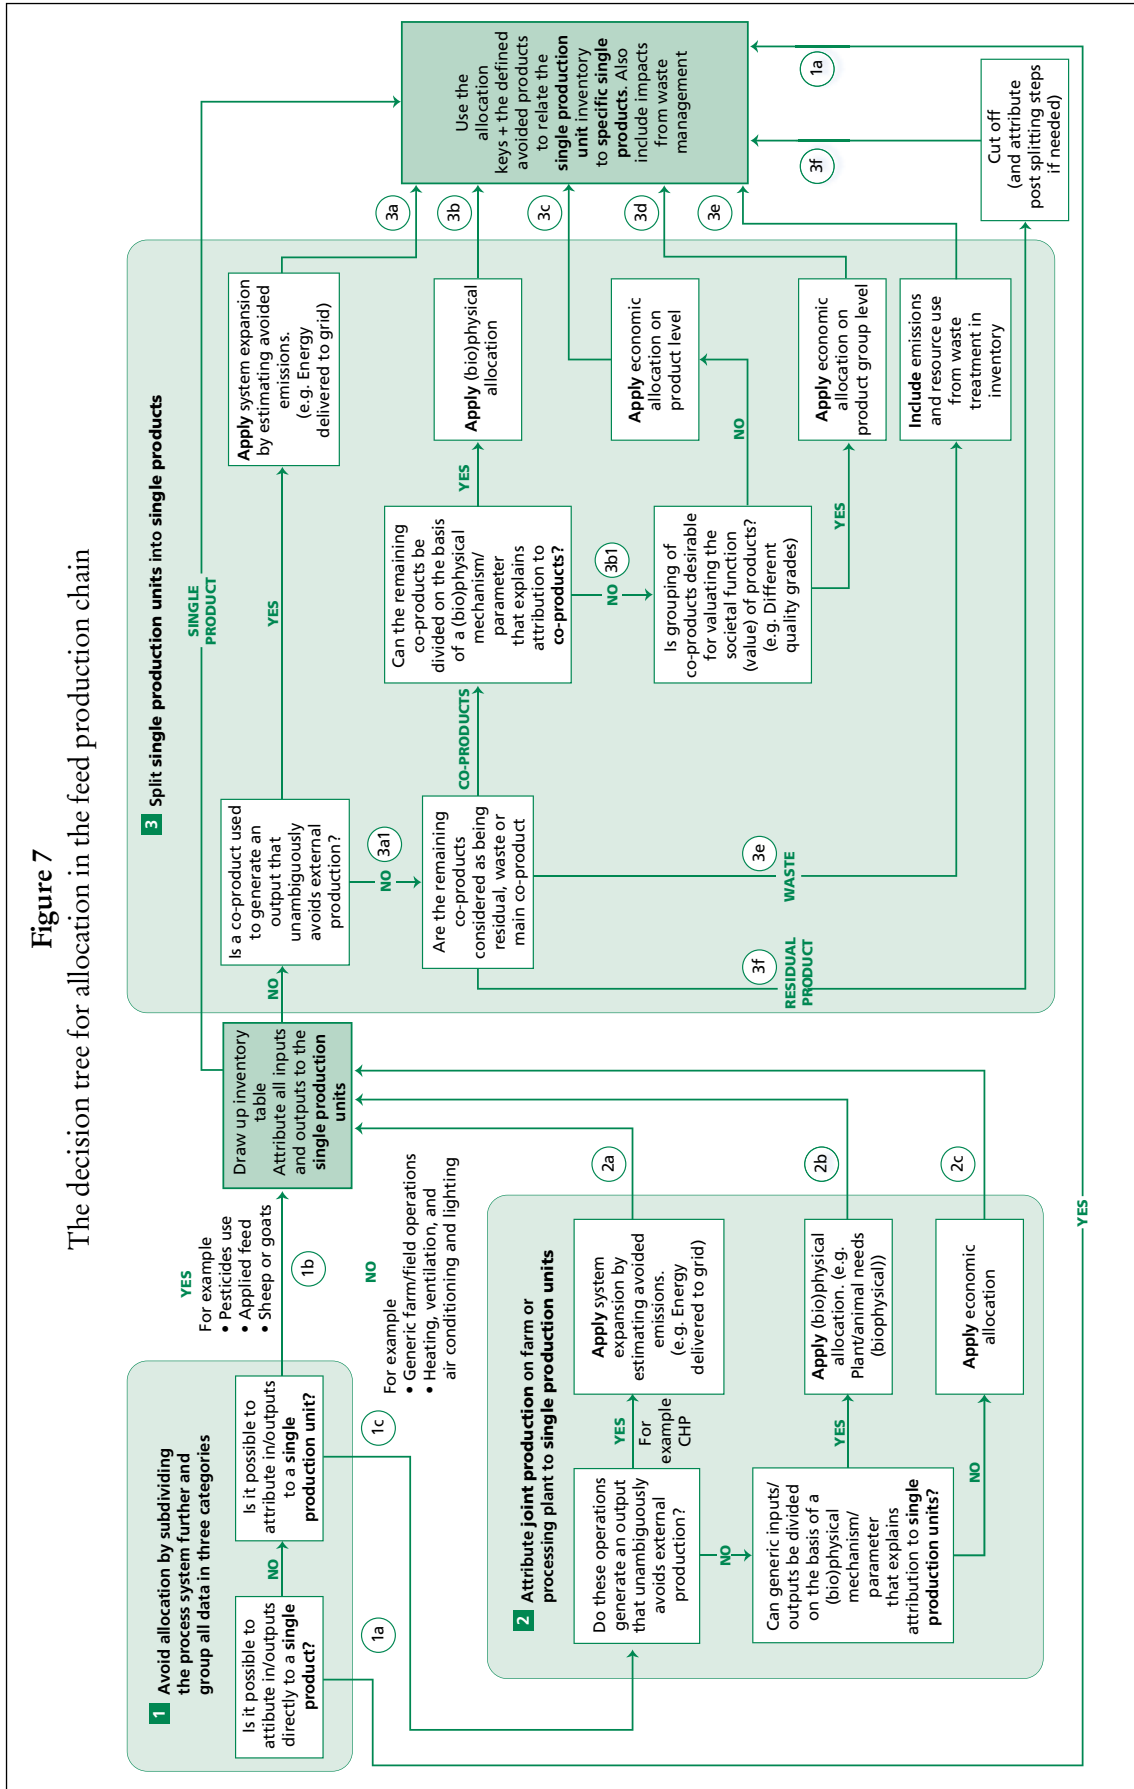 Figure 7
The decision tree for allocation in the feed production chain
1 Avoid allocation by subdividing
the process system further and
group all data in three categories
Is it possible to
attibute in/outputs
directly to a single
product?
NO
Is it possible to
attribute in/outputs
to a single
production unit?
1a
1c
YES
For example
• Pesticides use
• Applied feed
• Sheep or goats
1b
NO
For example
• Generic farm/field operations
• Heating, ventilation, and
air conditioning and lighting
Draw up inventory
table
Attribute all inputs
and outputs to the
single production
units
2 Attribute joint production on farm or
processing plant to single production units
Do these operations
generate an output
that unambiguously
avoids external
production?
YES
For
example
CHP
Apply system
expansion by
estimating avoided
emissions.
(e.g. Energy
delivered to grid)
2a
NO
Can generic inputs/
outputs be divided
on the basis of a
(bio)physical
mechanism/
parameter
that explains
attribution to single
production units?
YES
Apply (bio)physical
allocation. (e.g.
Plant/animal needs
(biophysical))
2b
NO
Apply economic
allocation
2c
SINGLE
PRODUCT
3 Split single production units into single products
NO
Is a co-product used
to generate an
output that
unambiguously
avoids external
production?
YES
Apply system expansion
by estimating avoided
emissions.
(e.g. Energy
delivered to grid)
3a
NO
3a1
Are the remaining
co-products
considered as being
residual, waste or
main co-product
CO-PRODUCTS
Can the remaining
co-products be
divided on the basis
of a (bio)physical
mechanism/
parameter
that explains
attribution to
co-products?
YES
Apply (bio)physical
allocation
3b
NO
3b1
Is grouping of
co-products desirable
for valuating the
societal function
(value) of products?
(e.g. Different
quality grades)
NO
Apply economic
allocation on
product level
3c
YES
Apply economic
allocation on
product group level
3d
3e
WASTE
Include emissions
and resource use
from waste
treatment in
inventory
3e
3f
RESIDUAL
PRODUCT
Cut off
(and attribute
post splitting steps
if needed)
3f
YES
1a
Use the
allocation
keys + the defined
avoided products
to relate the
single production
unit inventory
to specific single
products. Also
include impacts
from waste
management